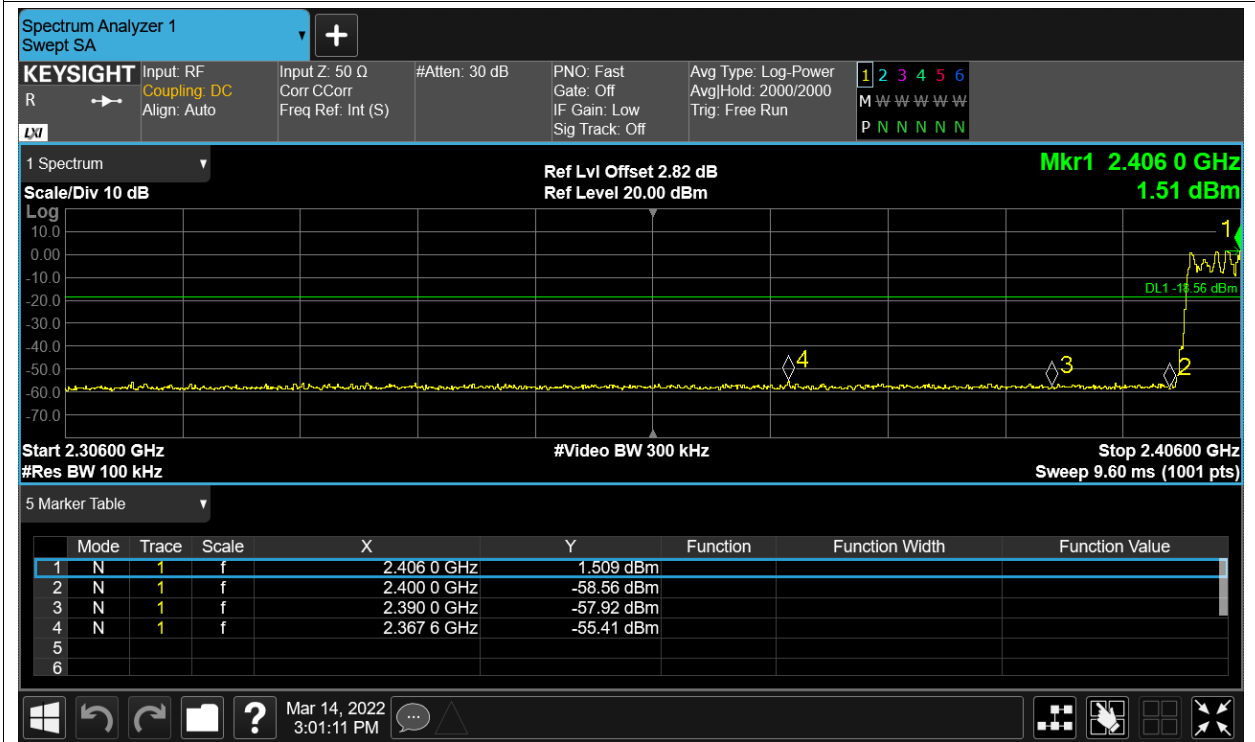 Spectrum Analyzer 1
Swept SA
+
KEYSIGHT Input: RF Input Z: 50 Ω #Atten: 30 dB PNO: Fast Avg Type: Log-Power 1 2 3 4 5 6
R Coupling: DC Corr CCorr Gate: Off Avg|Hold: 2000/2000 M W W W W W
Align: Auto Freq Ref: Int (S) IF Gain: Low Trig: Free Run
LXI Sig Track: Off P N N N N N
1 Spectrum Ref Lvl Offset 2.82 dB Mkr1 2.406 0 GHz
Scale/Div 10 dB Ref Level 20.00 dBm 1.51 dBm
Log
10.0 1
0.00
-10.0
DL1 -18.56 dBm
-20.0
-30.0
-40.0
-50.0 4 3 2
-60.0
-70.0
Start 2.30600 GHz #Video BW 300 kHz Stop 2.40600 GHz
#Res BW 100 kHz Sweep 9.60 ms (1001 pts)
5 Marker Table
Mode Trace Scale X Y Function Function Width Function Value
1 N 1 f 2.406 0 GHz 1.509 dBm
2 N 1 f 2.400 0 GHz -58.56 dBm
3 N 1 f 2.390 0 GHz -57.92 dBm
4 N 1 f 2.367 6 GHz -55.41 dBm
5
6
? Mar 14, 2022
3:01:11 PM